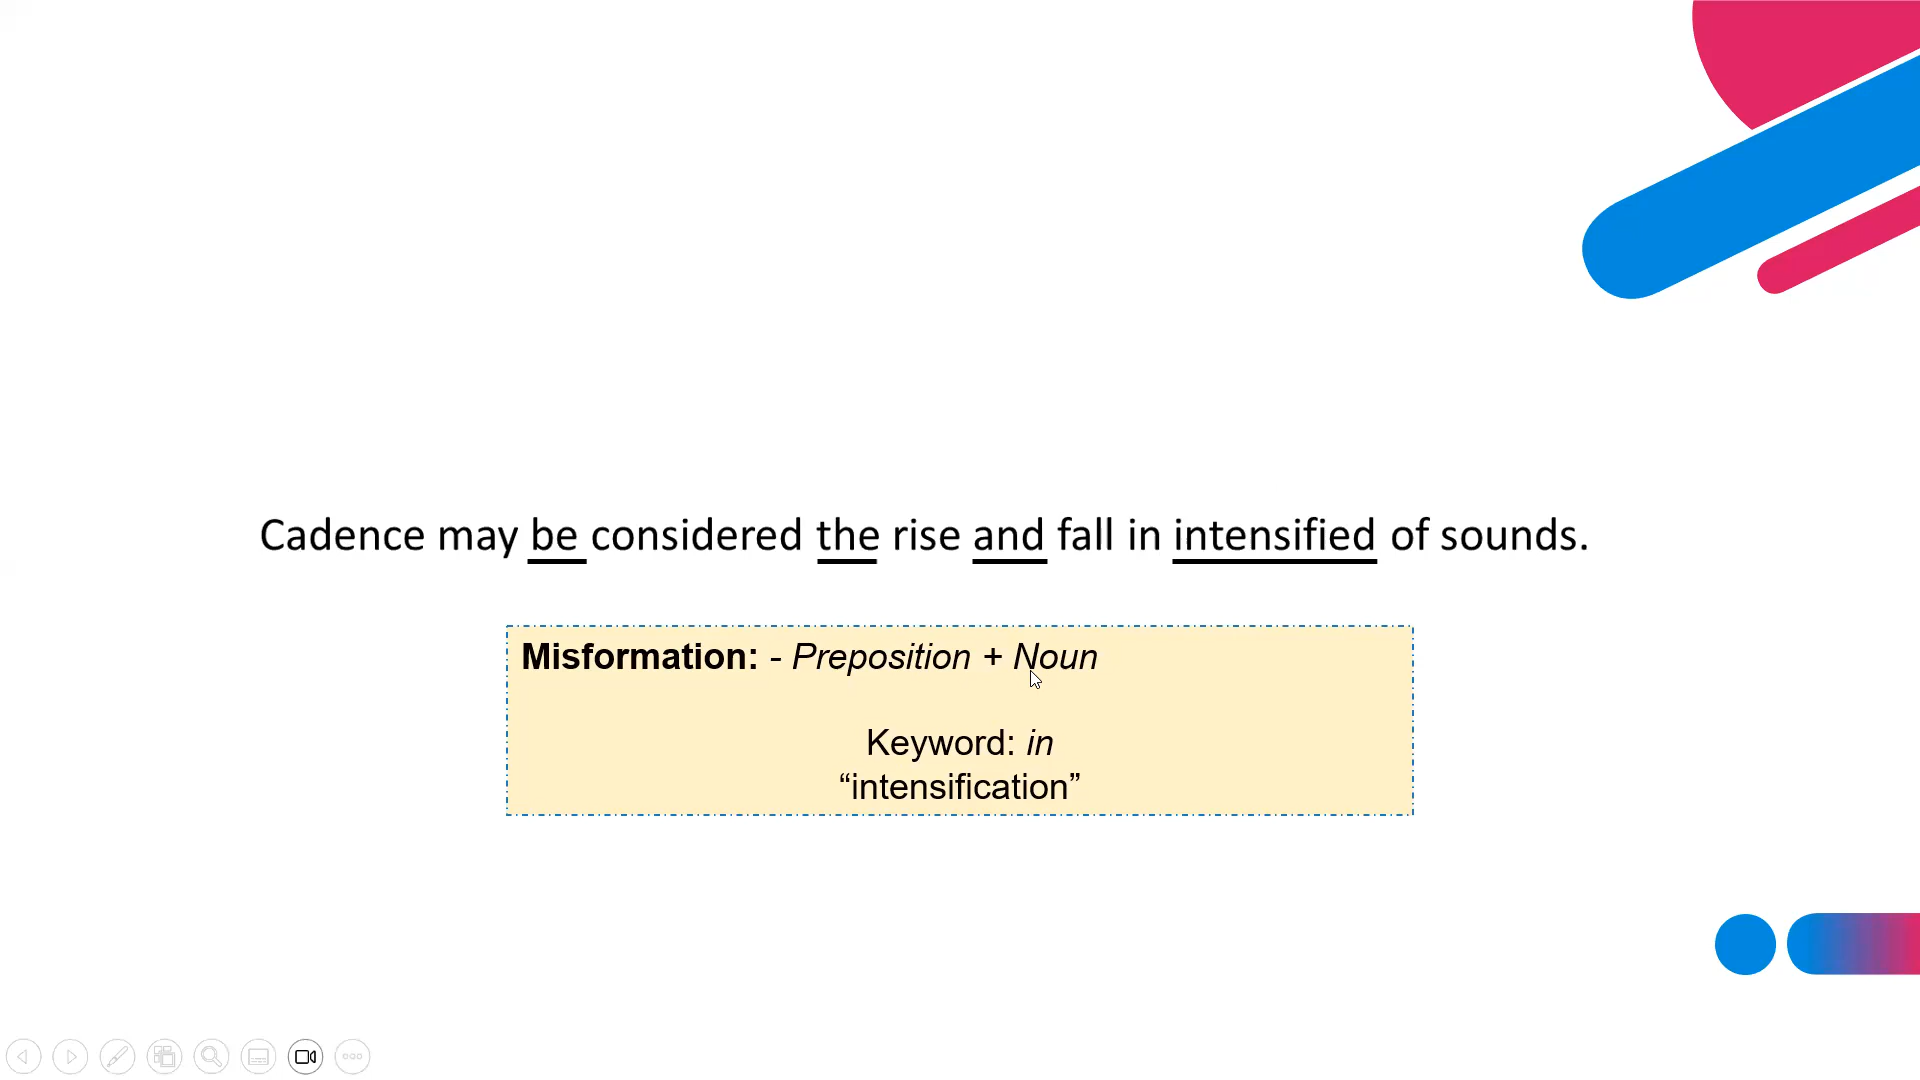 Cadence may be considered the rise and fall in intensified of sounds.
Misformation: - Preposition + Noun
Keyword: in
“intensification”